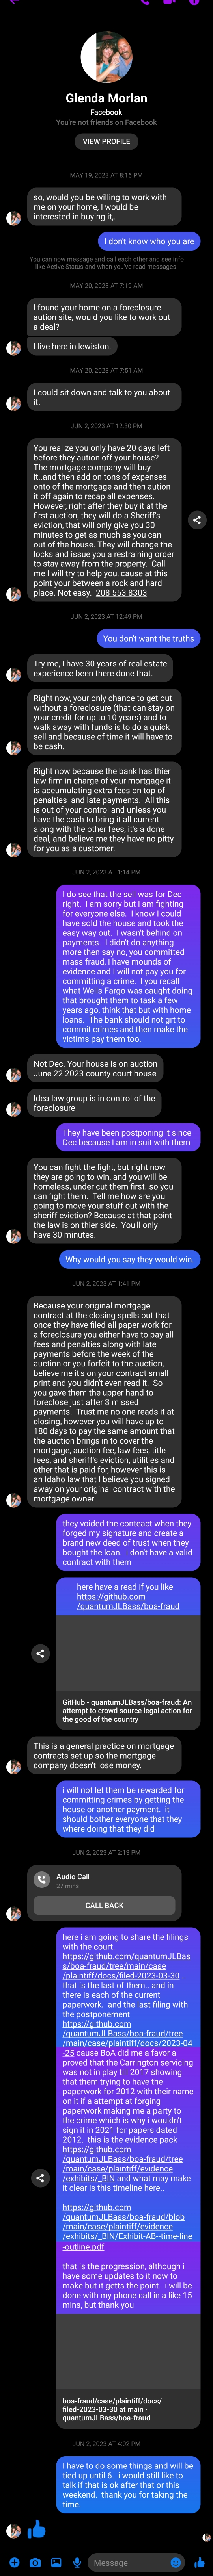 Glenda Morlan
Facebook
You're not friends on Facebook
VIEW PROFILE
MAY 19, 2023 AT 8:16 PM
so, would you be willing to work with
me on your home, I would be
interested in buying it,.
I don't know who you are
You can now message and call each other and see info
like Active Status and when you've read messages.
MAY 20, 2023 AT 7:19 AM
I found your home on a foreclosure
aution site, would you like to work out
a deal?
I live here in lewiston.
MAY 20, 2023 AT 7:51 AM
I could sit down and talk to you about
it.
JUN 2, 2023 AT 12:30 PM
You realize you only have 20 days left
before they aution off your house?
The mortgage company will buy
it..and then add on tons of expenses
onto of the mortgage and then aution
it off again to recoup all expenses.
However, right after they buy it at the
first auction, they will do a Sheriff's
eviction, that will only give you 30
minutes to get as much as you can
out of the house. They will change the
locks and issue you a restraining order
to stay away from the property.  Call
me I will try to help you, cause at this
point your between a rock and hard
place. Not easy.  208 553 8303
JUN 2, 2023 AT 12:49 PM
You don't want the truths
Try me, I have 30 years of real estate
experience been there done that.
Right now, your only chance to get out
without a foreclosure (that can stay on
your credit for up to 10 years) and to
walk away with funds is to do a quick
sell and because of time it will have to
be cash.
Right now because the bank has thier
law firm in charge of your mortgage it
is accumulating extra fees on top of
penalties  and late payments.  All this
is out of your control and unless you
have the cash to bring it all current
along with the other fees, it's a done
deal, and believe me they have no pitty
for you as a customer.
JUN 2, 2023 AT 1:14 PM
I do see that the sell was for Dec
right.  I am sorry but I am fighting
for everyone else.  I know I could
have sold the house and took the
easy way out.  I wasn't behind on
payments.  I didn't do anything
more then say no, you committed
mass fraud, I have mounds of
evidence and I will not pay you for
committing a crime.  I you recall
what Wells Fargo was caught doing
that brought them to task a few
years ago, think that but with home
loans.  The bank should not grt to
commit crimes and then make the
victims pay them too.
Not Dec. Your house is on auction
June 22 2023 county court house
Idea law group is in control of the
foreclosure
They have been postponing it since
Dec because I am in suit with them
You can fight the fight, but right now
they are going to win, and you will be
homeless, under cut them first..so you
can fight them.  Tell me how are you
going to move your stuff out with the
sheriff eviction? Because at that point
the law is on thier side.  You'll only
have 30 minutes.
Why would you say they would win.
JUN 2, 2023 AT 1:41 PM
Because your original mortgage
contract at the closing spells out that
once they have filed all paper work for
a foreclosure you either have to pay all
fees and penalties along with late
payments before the week of the
auction or you forfeit to the auction,
believe me it's on your contract small
print and you didn't even read it.  So
you gave them the upper hand to
foreclose just after 3 missed
payments.  Trust me no one reads it at
closing, however you will have up to
180 days to pay the same amount that
the auction brings in to cover the
mortgage, auction fee, law fees, title
fees, and sheriff's eviction, utilities and
other that is paid for, however this is
an Idaho law that I believe you signed
away on your original contract with the
mortgage owner.
they voided the conteact when they
forged my signature and create a
brand new deed of trust when they
bought the loan.  i don't have a valid
contract with them
here have a read if you like
https://github.com
/quantumJLBass/boa-fraud
GitHub - quantumJLBass/boa-fraud: An
attempt to crowd source legal action for
the good of the country
This is a general practice on mortgage
contracts set up so the mortgage
company doesn't lose money.
i will not let them be rewarded for
committing crimes by getting the
house or another payment.  it
should bother everyone that they
where doing that they did
JUN 2, 2023 AT 2:13 PM
Audio Call
27 mins
CALL BACK
here i am going to share the filings
with the court.
https://github.com/quantumJLBas
s/boa-fraud/tree/main/case
/plaintiff/docs/filed-2023-03-30 ..
that is the last of them.. and in
there is each of the current
paperwork.  and the last filing with
the postponement
https://github.com
/quantumJLBass/boa-fraud/tree
/main/case/plaintiff/docs/2023-04
-25 cause BoA did me a favor a
proved that the Carrington servicing
was not in play till 2017 showing
that them trying to have the
paperwork for 2012 with their name
on it if a attempt at forging
paperwork making me a party to
the crime which is why i wouldn't
sign it in 2021 for papers dated
2012.  this is the evidence pack
https://github.com
/quantumJLBass/boa-fraud/tree
/main/case/plaintiff/evidence
/exhibits/_BIN and what may make
it clear is this timeline here..
https://github.com
/quantumJLBass/boa-fraud/blob
/main/case/plaintiff/evidence
/exhibits/_BIN/Exhibit-AB--time-line
-outline.pdf
that is the progression, although i
have some updates to it now to
make but it getts the point.  i will be
done with my phone call in a like 15
mins, but thank you
boa-fraud/case/plaintiff/docs/
filed-2023-03-30 at main ·
quantumJLBass/boa-fraud
JUN 2, 2023 AT 4:02 PM
I have to do some things and will be
tied up until 6.  i would still like to
talk if that is ok after that or this
weekend.  thank you for taking the
time.
Message